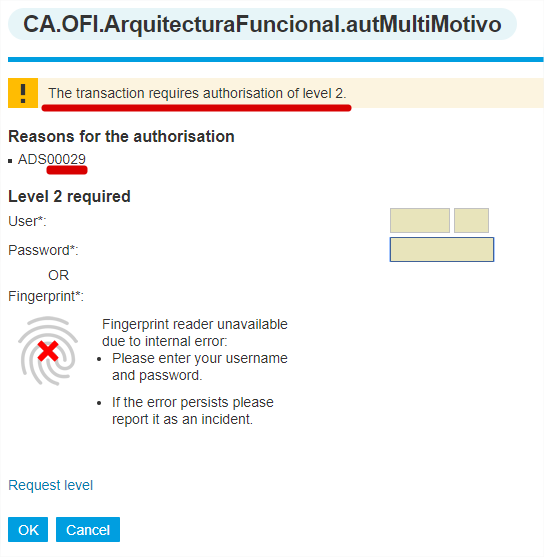 CA.OFI.ArquitecturaFuncional.autMultiMotivo
! The transaction requires authorisation of level 2.
Reasons for the authorisation
▪ ADS00029
Level 2 required
User*:
Password*:
OR
Fingerprint*:
Fingerprint reader unavailable
due to internal error:
• Please enter your username
and password.
• If the error persists please
report it as an incident.
Request level
OK Cancel